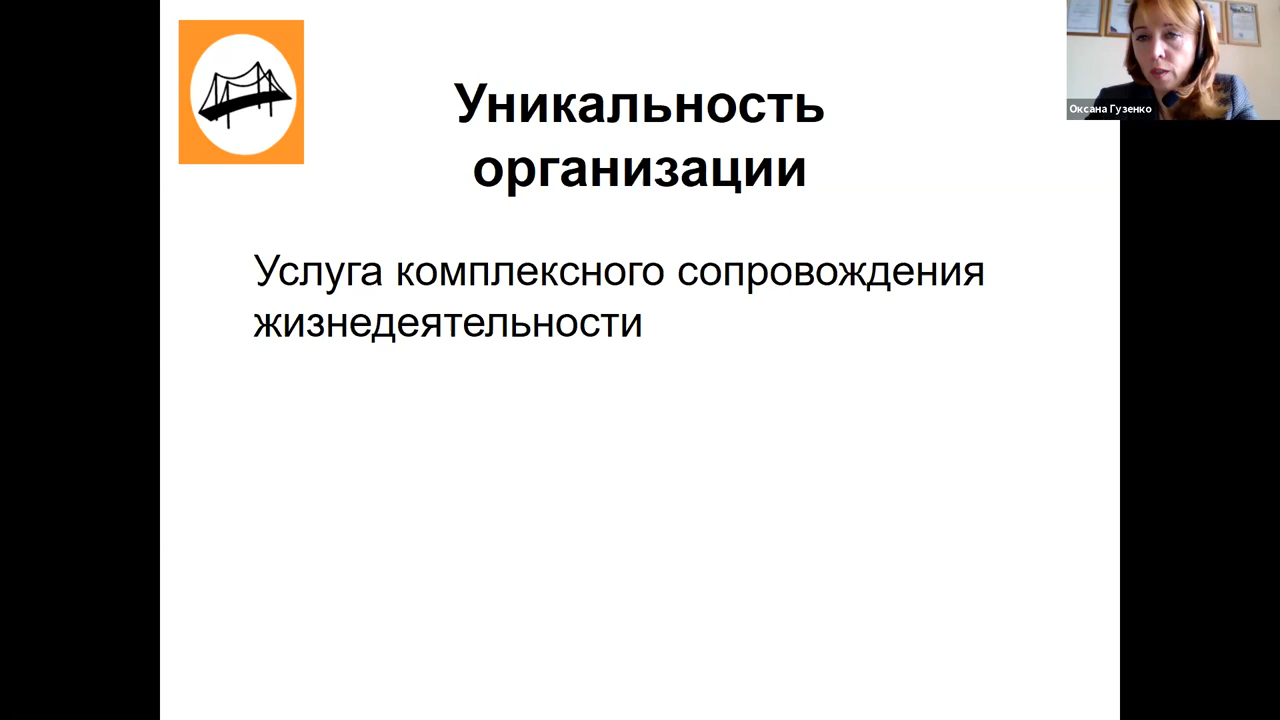 Уникальность
организации
Услуга комплексного сопровождения
жизнедеятельности
Оксана Гузенко